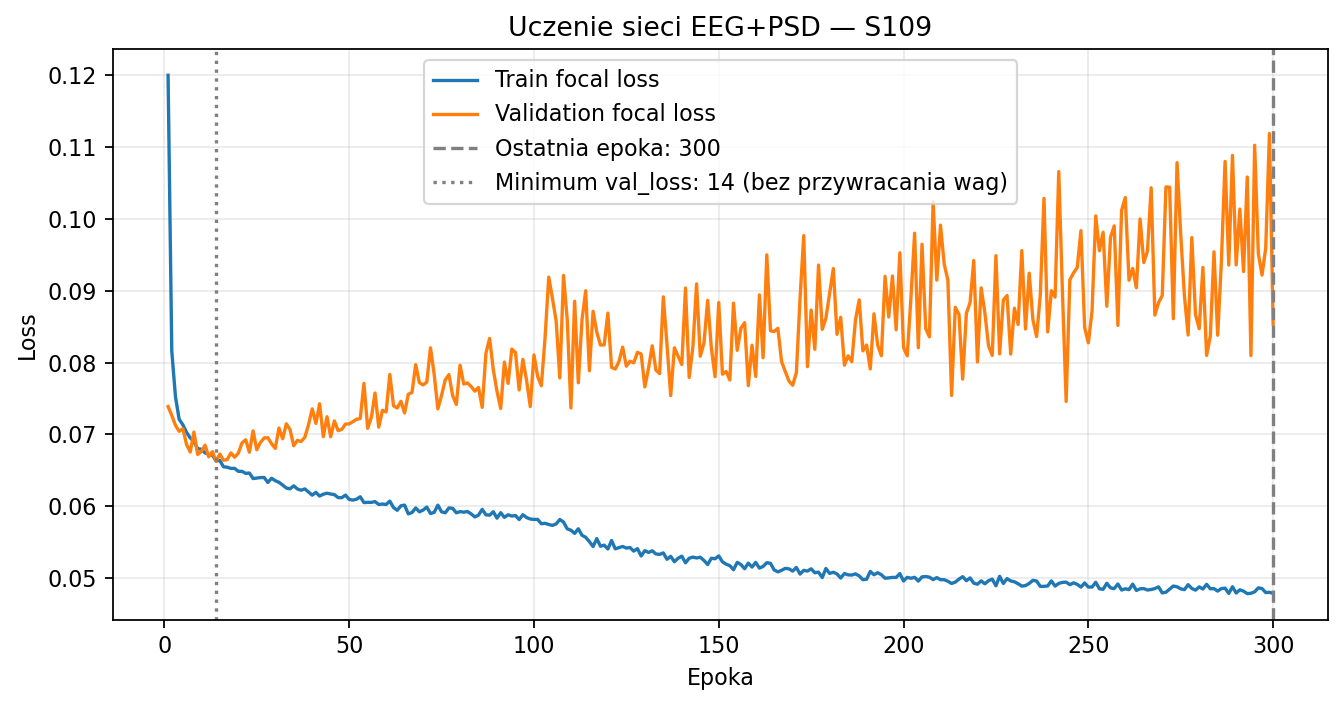 Uczenie sieci EEG+PSD — S109
Train focal loss
Validation focal loss
Ostatnia epoka: 300
Minimum val_loss: 14 (bez przywracania wag)
0.12
0.11
0.10
0.09
0.08
0.07
0.06
0.05
Loss
0
50
100
150
200
250
300
Epoka